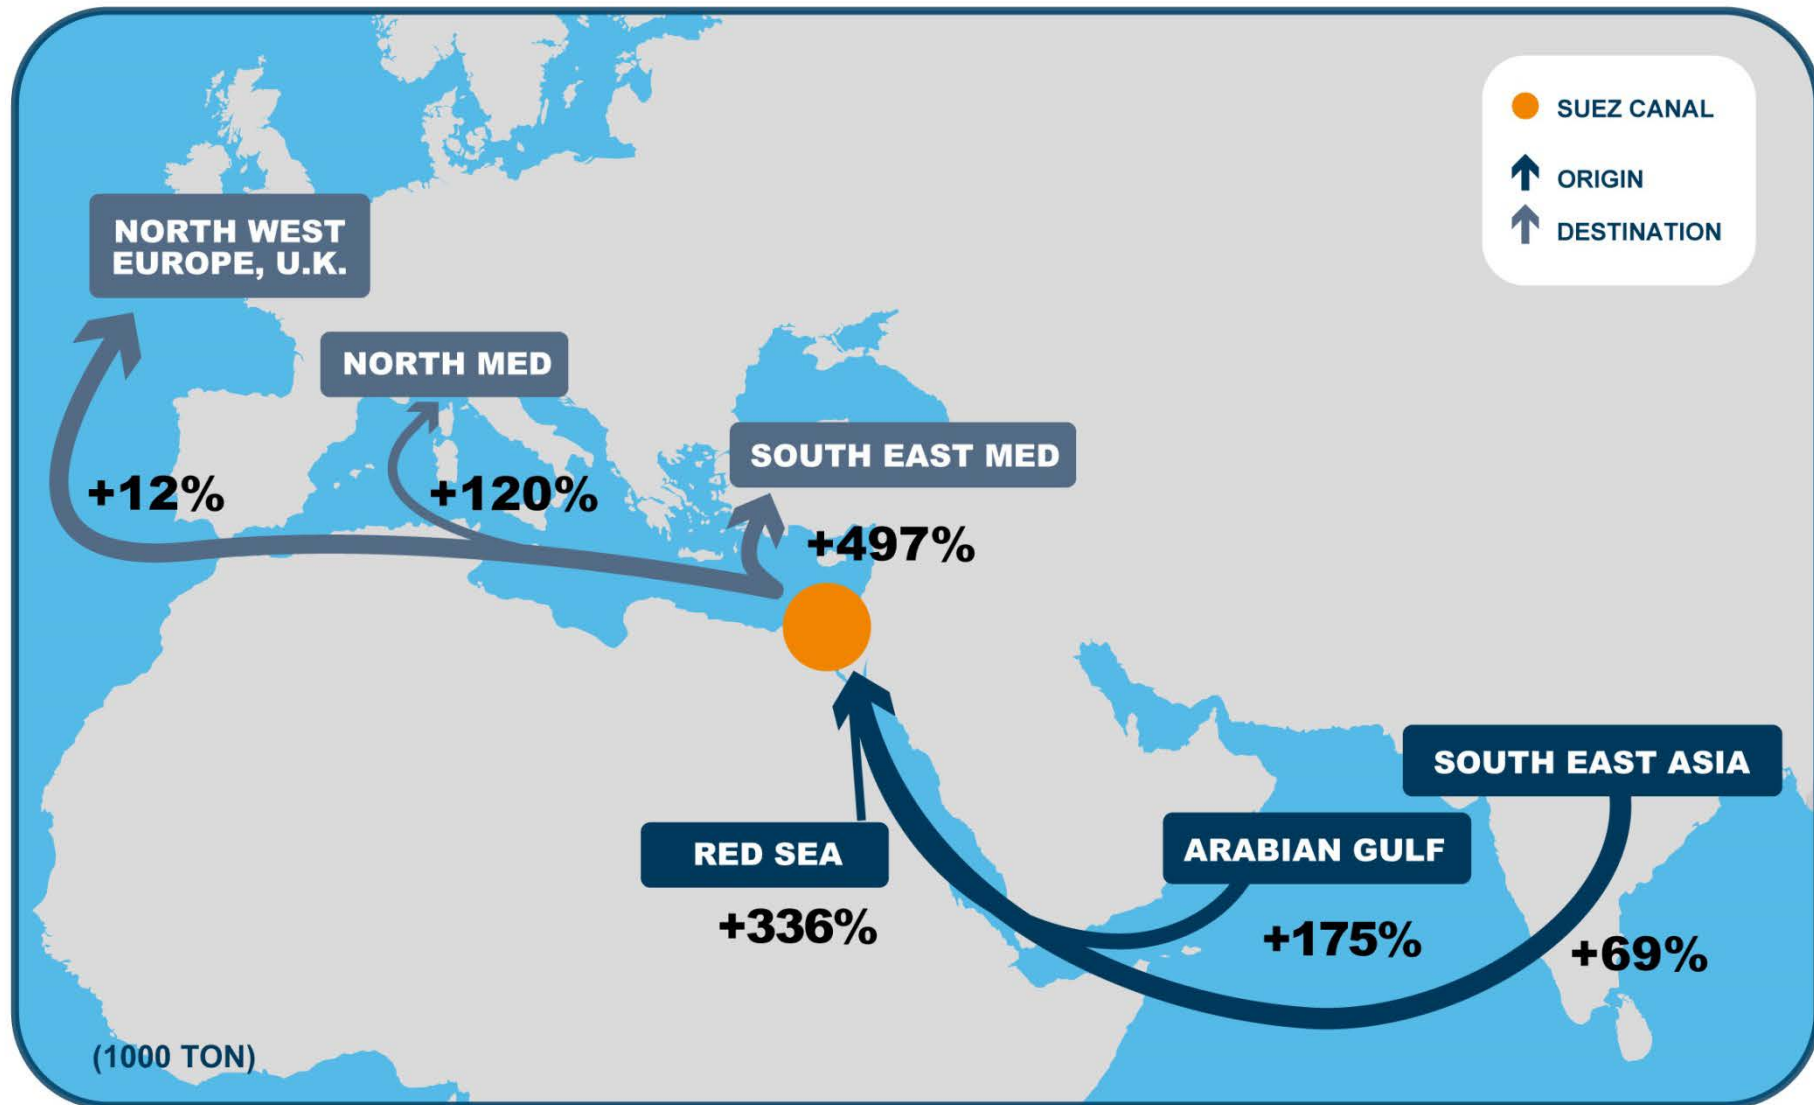 SUEZ CANAL
ORIGIN
DESTINATION
NORTH WEST
EUROPE, U.K.
NORTH MED
SOUTH EAST MED
+12%
+120%
+497%
SOUTH EAST ASIA
RED SEA
ARABIAN GULF
+336%
+175%
+69%
(1000 TON)